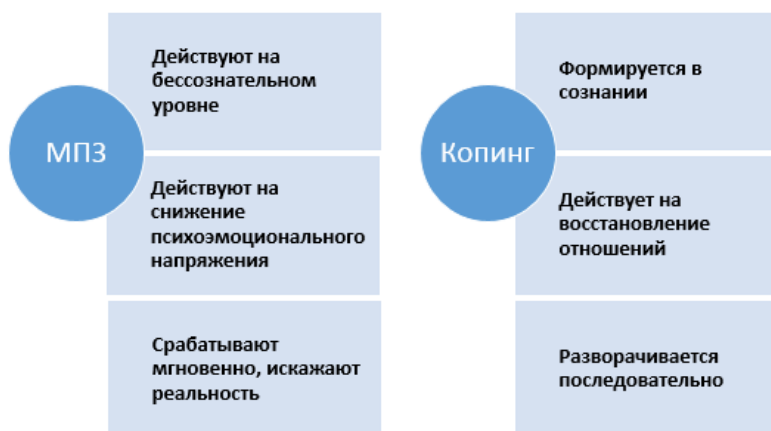 МПЗ
Действуют на
бессознательном
уровне
Действуют на
снижение
психоэмоционального
напряжения
Срабатывают
мгновенно, искажают
реальность
Копинг
Формируется в
сознании
Действует на
восстановление
отношений
Разворачивается
последовательно